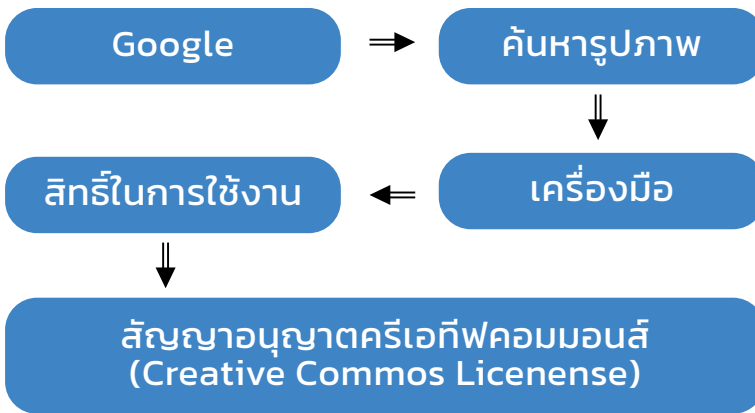 Google
ค้นหารูปภาพ
เครื่องมือ
สิทธิ์ในการใช้งาน
สัญญาอนุญาตครีเอทีฟคอมมอนส์
(Creative Commos Licenense)